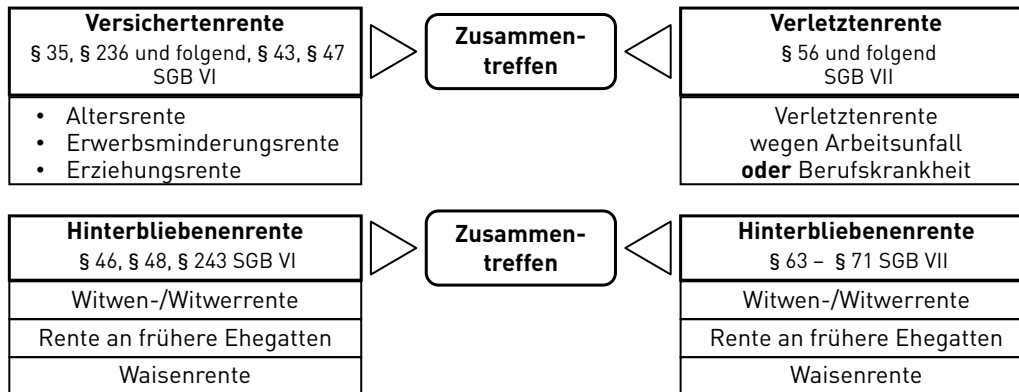 Versichertenrente
§ 35, § 236 und folgend, § 43, § 47
SGB VI
• Altersrente
• Erwerbsminderungsrente
• Erziehungsrente
Zusammen-
treffen
Verletztenrente
§ 56 und folgend
SGB VII
Verletztenrente
wegen Arbeitsunfall
oder Berufskrankheit
Hinterbliebenenrente
§ 46, § 48, § 243 SGB VI
Witwen-/Witwerrente
Rente an frühere Ehegatten
Waisenrente
Zusammen-
treffen
Hinterbliebenenrente
§ 63 – § 71 SGB VII
Witwen-/Witwerrente
Rente an frühere Ehegatten
Waisenrente